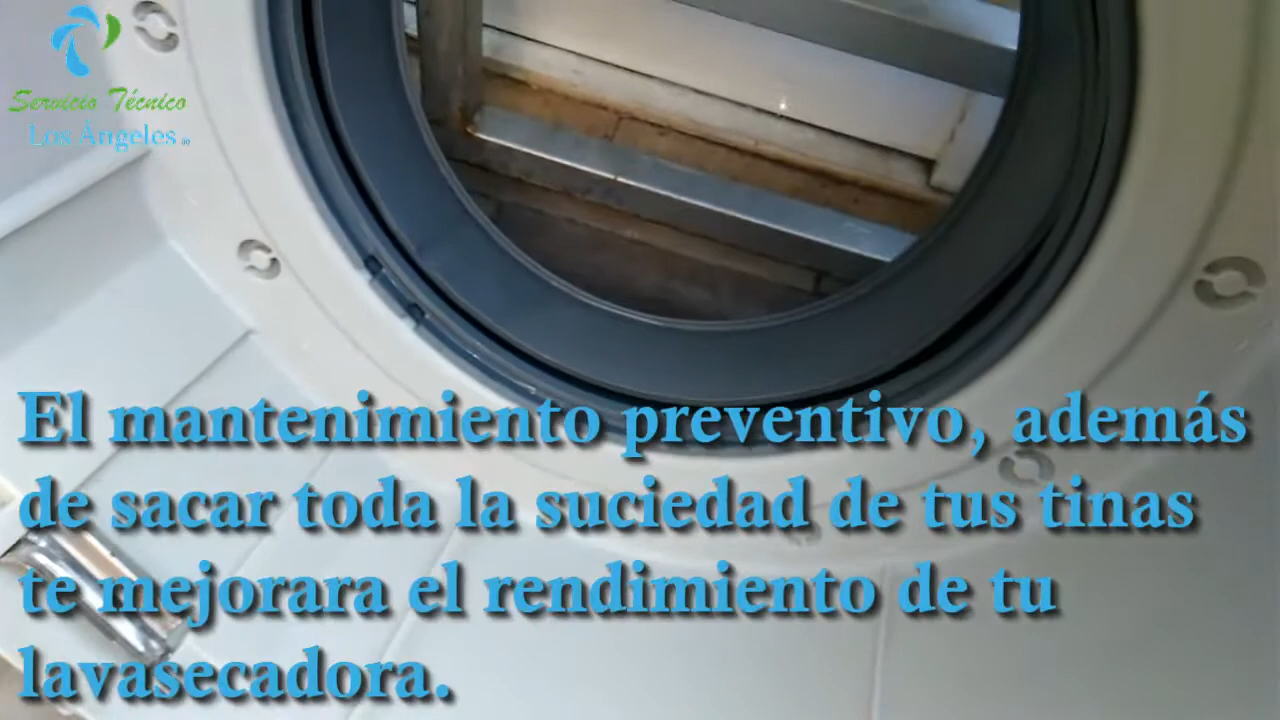 Servicio Técnico
Los Ángeles
El mantenimiento preventivo, además
de sacar toda la suciedad de tus tinas
te mejorara el rendimiento de tu
lavasecadora.